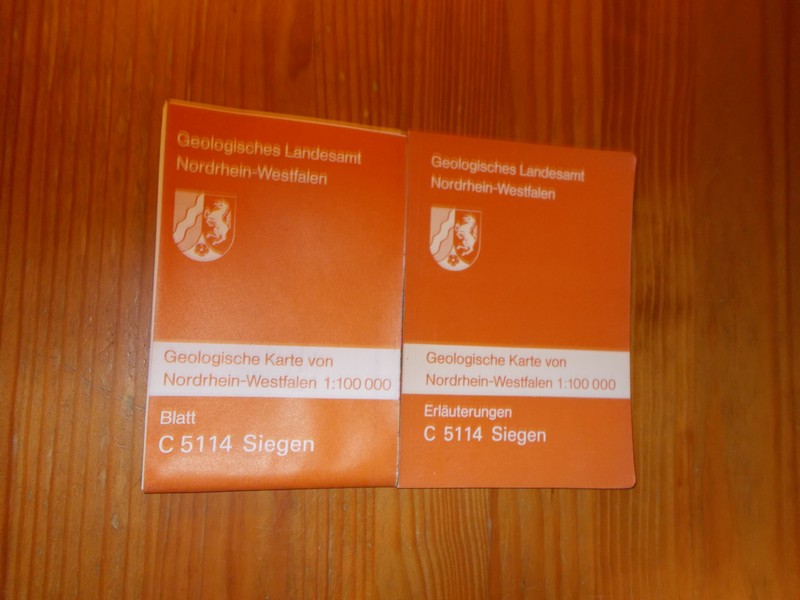 Geologisches Landesamt
Nordrhein-Westfalen
Geologische Karte von
Nordrhein-Westfalen 1:100 000
Blatt
C 5114 Siegen
Geologisches Landesamt
Nordrhein-Westfalen
Geologische Karte von
Nordrhein-Westfalen 1:100 000
Erläuterungen
C 5114 Siegen